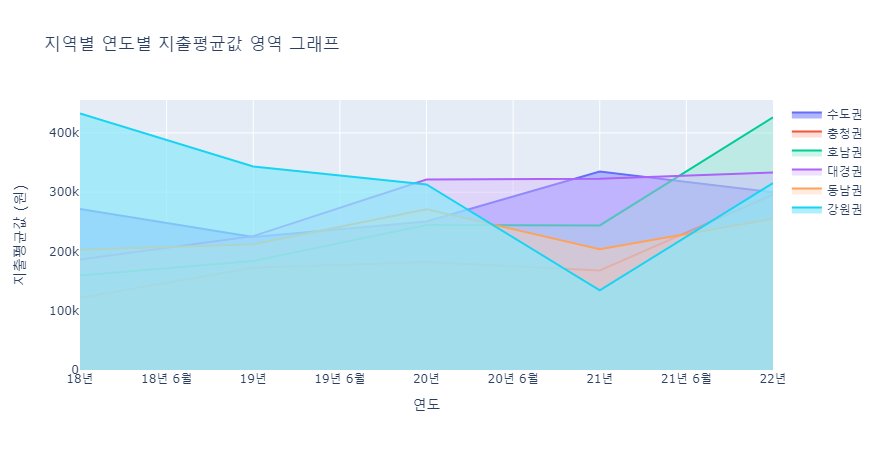 지역별 연도별 지출평균값 영역 그래프
지출평균값 (원)
400k
300k
200k
100k
0
18년
18년 6월
19년
19년 6월
20년
20년 6월
21년
21년 6월
22년
연도
수도권
충청권
호남권
대경권
동남권
강원권